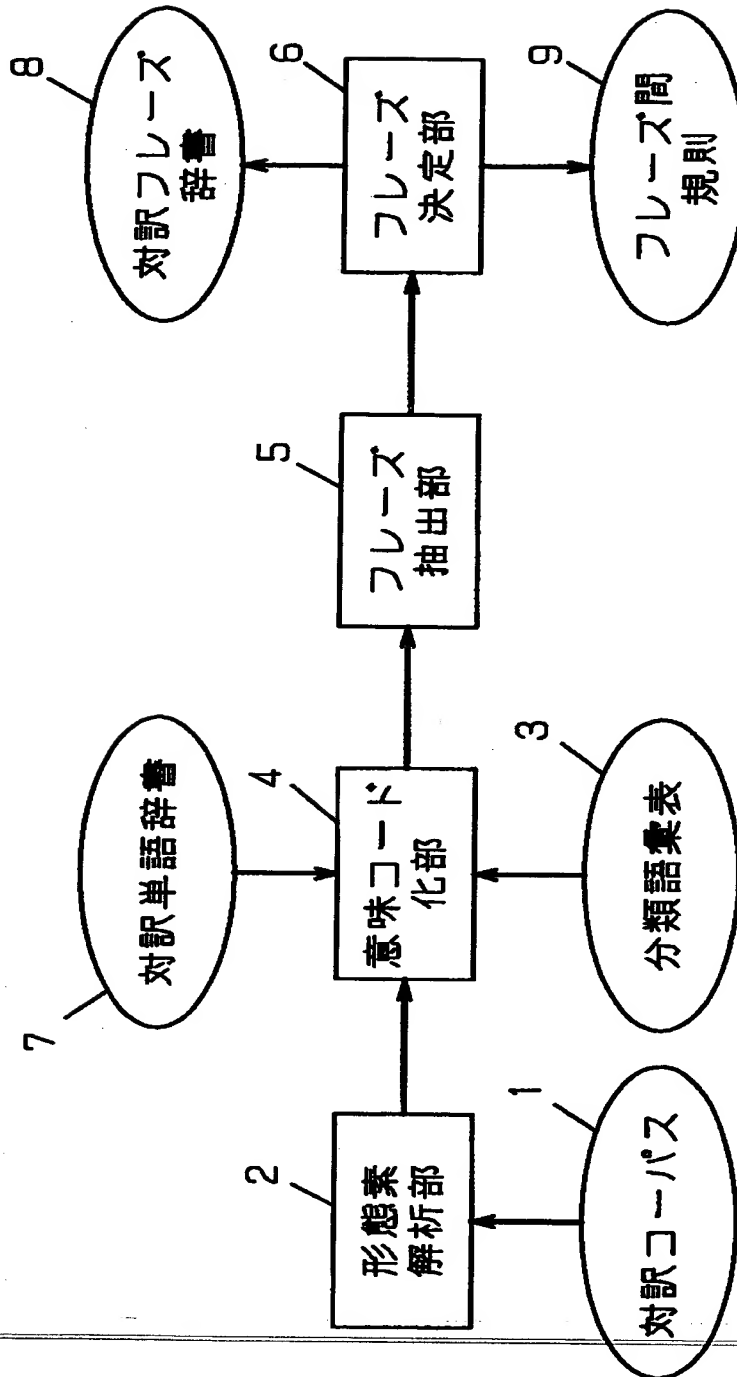 8
対訳フレーズ
辞書
6
フレーズ
決定部
9
フレーズ間
規則
5
フレーズ
抽出部
7
対訳単語辞書
4
意味コード
化部
3
分類語彙表
2
形態素
解析部
1
対訳コーパス